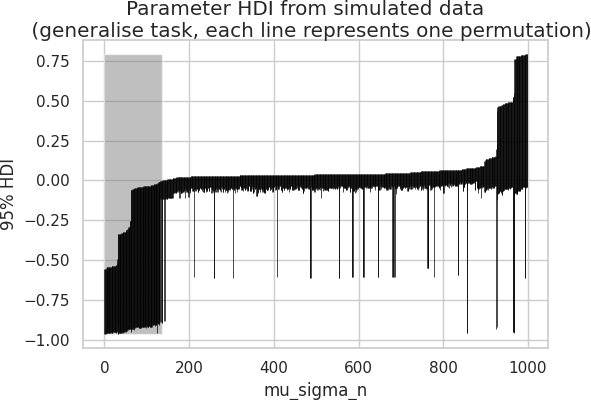 Parameter HDI from simulated data
(generalise task, each line represents one permutation)
95% HDI
0.75
0.50
0.25
0.00
−0.25
−0.50
−0.75
−1.00
0 200 400 600 800 1000
mu_sigma_n